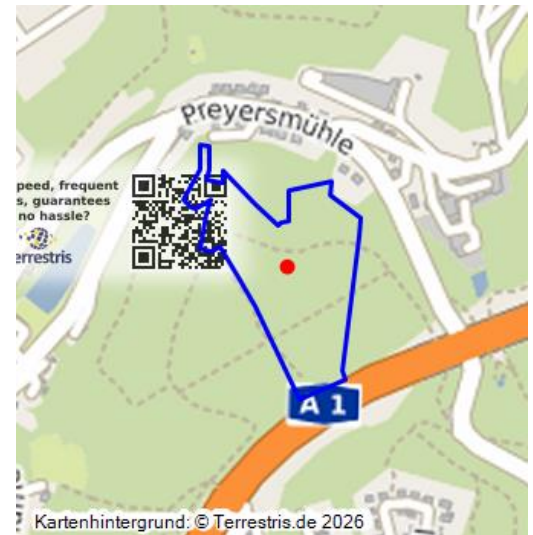 Preyersmühle
peed, frequent
s, guarantees
no hassle?
errestris
A 1
Kartenhintergrund: © Terrestris.de 2026